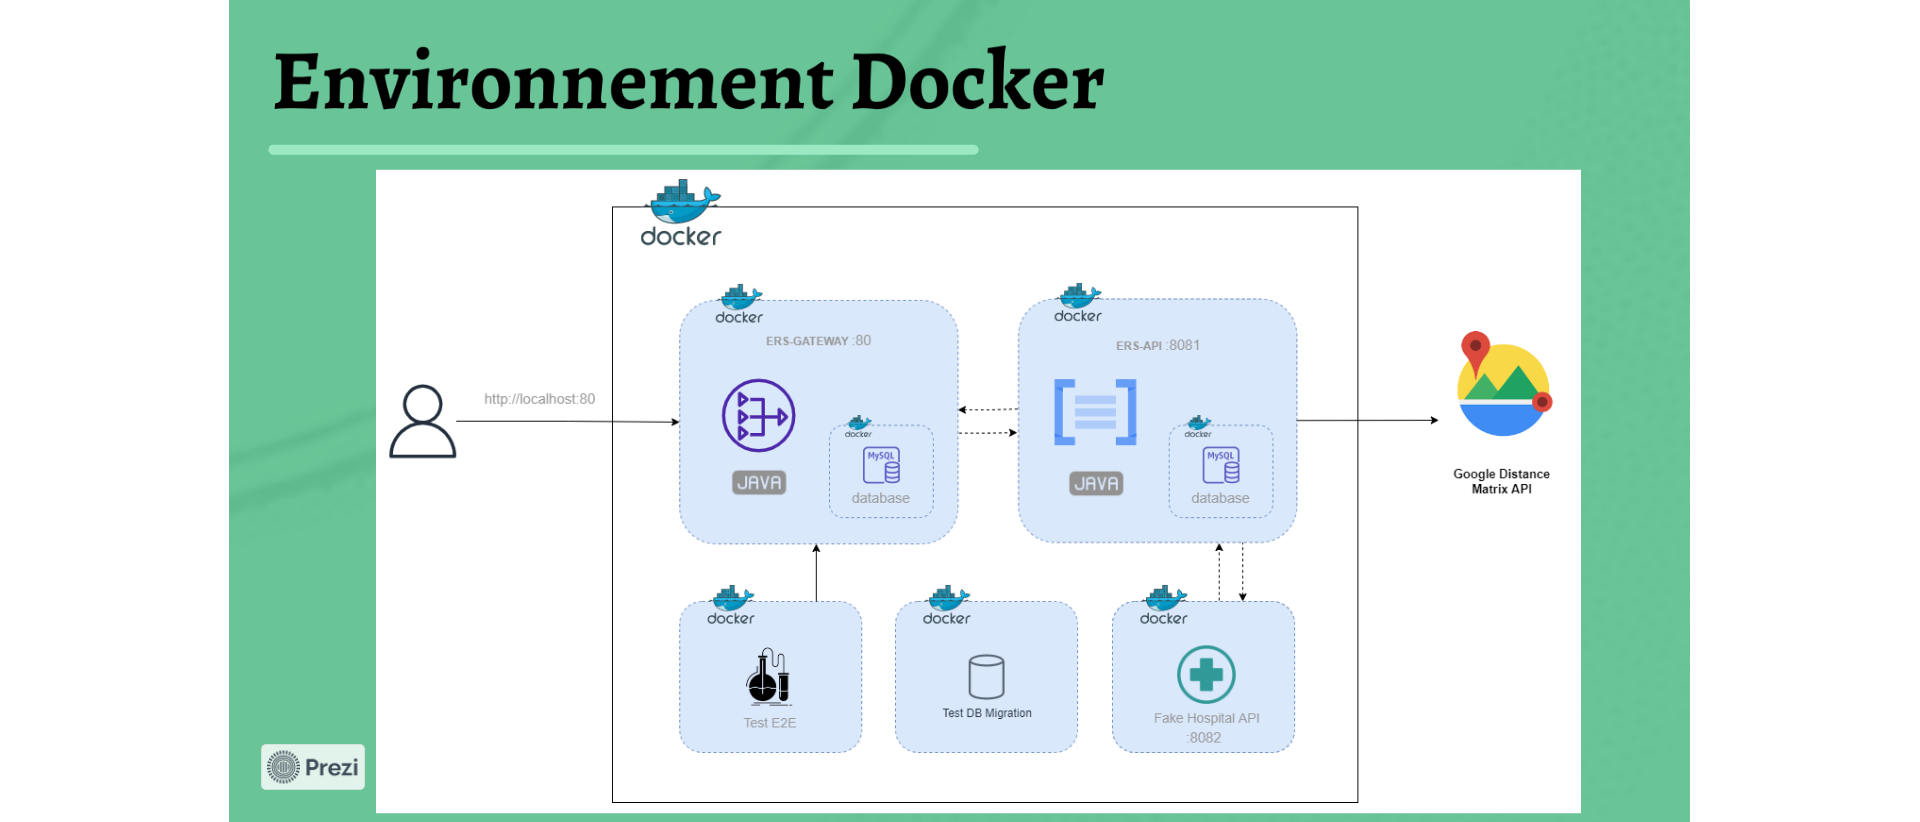 Environnement Docker
docker
docker
docker
ERS-GATEWAY :80
ERS-API :8081
http://localhost:80
docker
MySQL
database
JAVA
docker
MySQL
database
JAVA
Google Distance
Matrix API
docker
Test E2E
docker
Test DB Migration
docker
Fake Hospital API
:8082
Prezi